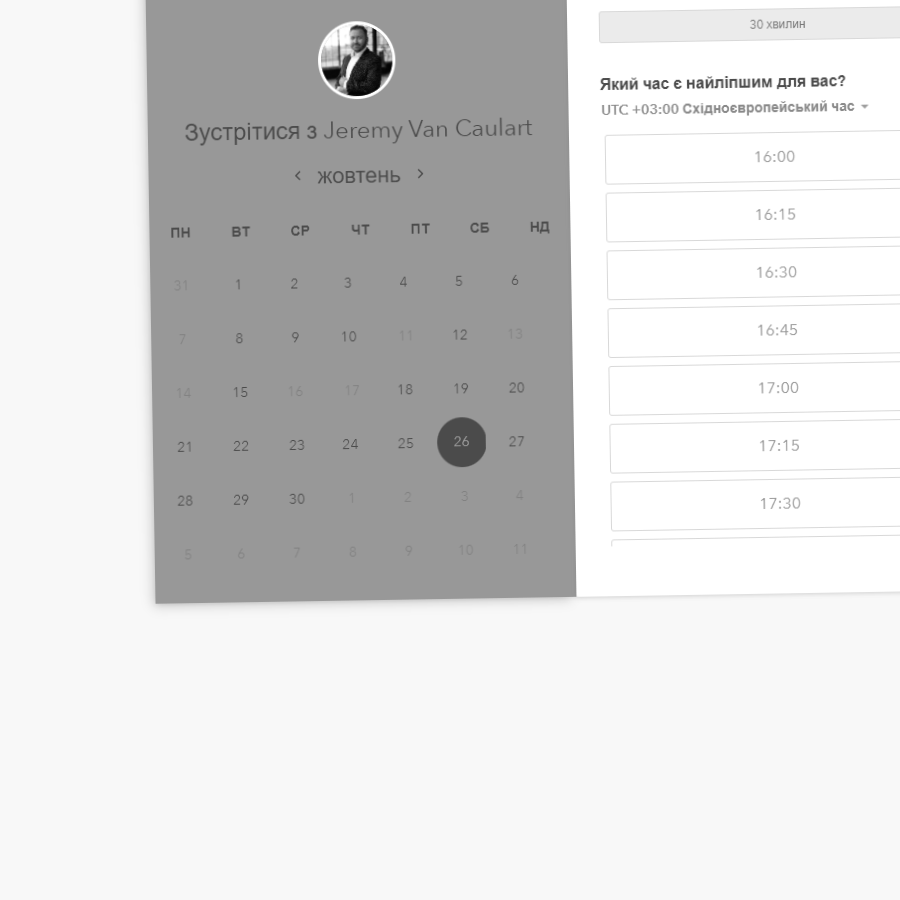 Зустрітися з Jeremy Van Caulart
жовтень
ПН ВТ СР ЧТ ПТ СБ НД
31 1 2 3 4 5 6
7 8 9 10 11 12 13
14 15 16 17 18 19 20
21 22 23 24 25 26 27
28 29 30 1 2 3 4
5 6 7 8 9 10 11
30 хвилин
Який час є найліпшим для вас?
UTC +03:00 Східноєвропейський час
16:00
16:15
16:30
16:45
17:00
17:15
17:30